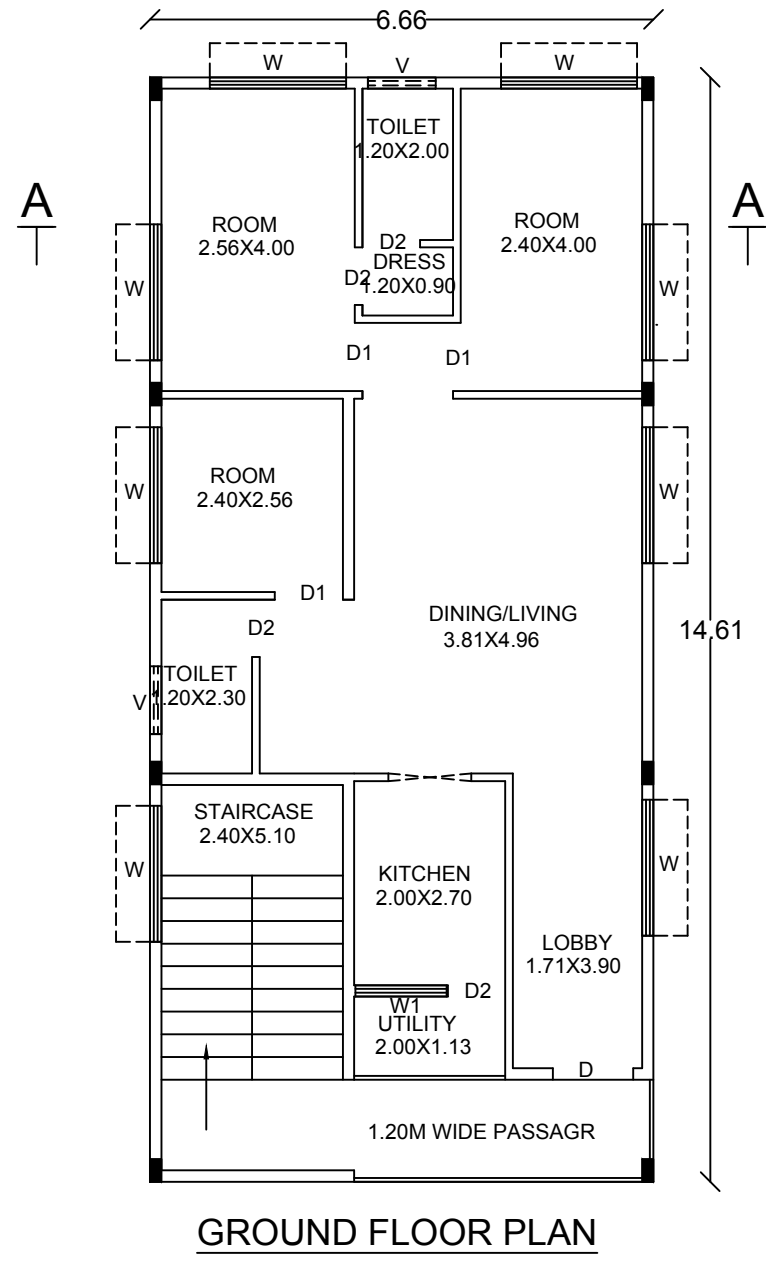 6.66
W
V
W
TOILET
1.20X2.00
A
A
ROOM
2.56X4.00
ROOM
2.40X4.00
D2
DRESS
1.20X0.90
D2
W
W
D1
D1
ROOM
2.40X2.56
W
W
D1
DINING/LIVING
3.81X4.96
D2
14.61
TOILET
1.20X2.30
V
STAIRCASE
2.40X5.10
W
KITCHEN
2.00X2.70
W
LOBBY
1.71X3.90
D2
W1
UTILITY
2.00X1.13
D
1.20M WIDE PASSAGR
GROUND FLOOR PLAN